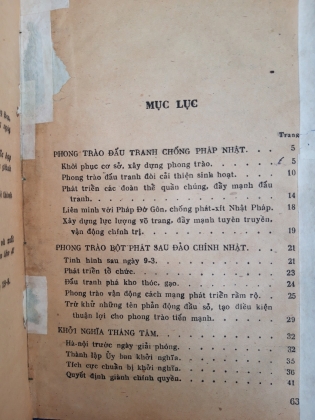 MỤC LỤC
Trang
PHONG TRÀO ĐẤU TRANH CHỐNG PHÁP NHẬT. . . . 5
Khôi phục cơ sở, xây dựng phong trào. . . . . 5
Phong trào đấu tranh đòi cải thiện sinh hoạt. . . . 10
Phát triển các đoàn thể quần chúng, đẩy mạnh đấu
tranh. . . . . . . . . . . 14
Liên minh với Pháp Đờ Gôn, chống phát-xít Nhật Pháp. 18
Xây dựng lực lượng võ trang, đẩy mạnh tuyên truyền,
vận động chính trị. . . . . . . . 19
PHONG TRÀO BỘT PHÁT SAU ĐẢO CHÍNH NHẬT. . . . 21
Tình hình sau ngày 9-3. . . . . . . 21
Phát triển tổ chức. . . . . . . . 23
Đấu tranh phá kho thóc, gạo. . . . . . 24
Phong trào vận động cách mạng phát triển rầm rộ. . 25
Trừ khử những tên phản động đầu sỏ, tạo điều kiện
thuận lợi cho phong trào tiến mạnh. . . . 29
KHỞI NGHĨA THÁNG TÁM. . . . . . . 32
Hà-nội trước ngày giải phóng. . . . . . 32
Thành lập Ủy ban khởi nghĩa. . . . . . 35
Tích cực chuẩn bị khởi nghĩa. . . . . . 36
Quyết định giành chính quyền. . . . . . 41
63